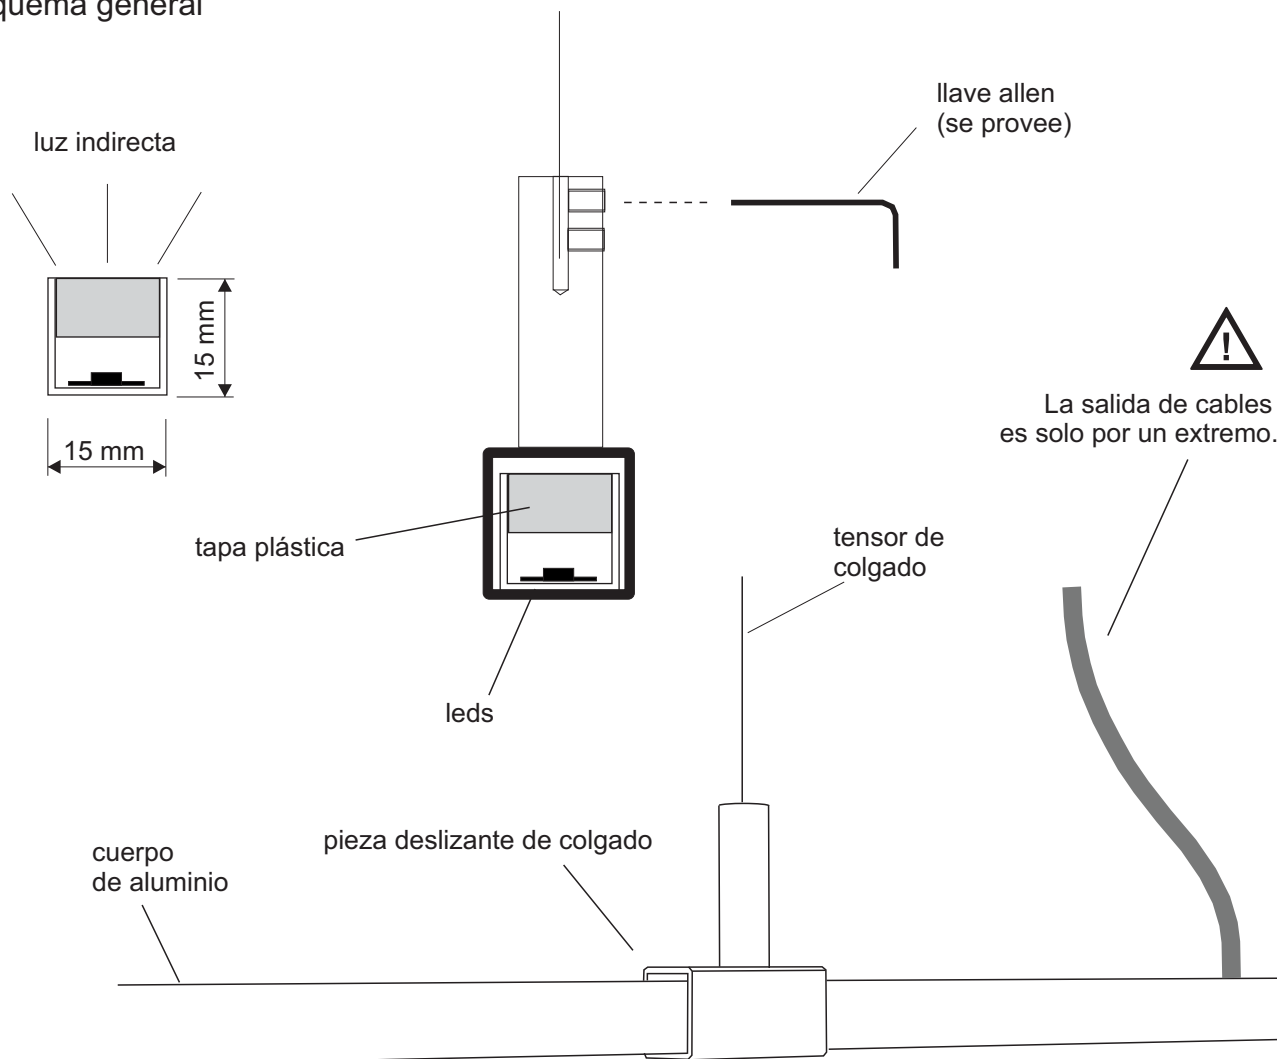 quema general
llave allen
(se provee)
luz indirecta
15 mm
15 mm
!
La salida de cables
es solo por un extremo.
tapa plástica
tensor de
colgado
leds
pieza deslizante de colgado
cuerpo
de aluminio